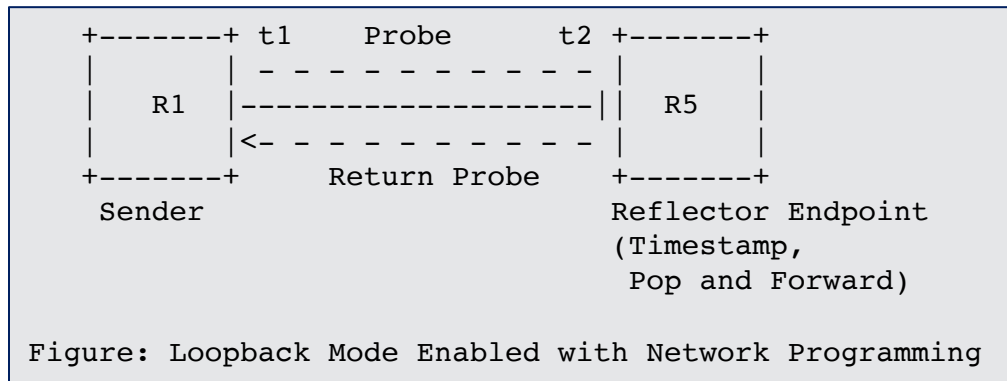 +-------+ t1    Probe     t2 +-------+
|       | - - - - - - - - - - |       |
|   R1  |---------------------||  R5   |
|       |<- - - - - - - - - - |       |
+-------+     Return Probe    +-------+
 Sender                       Reflector Endpoint
                              (Timestamp,
                               Pop and Forward)
Figure: Loopback Mode Enabled with Network Programming